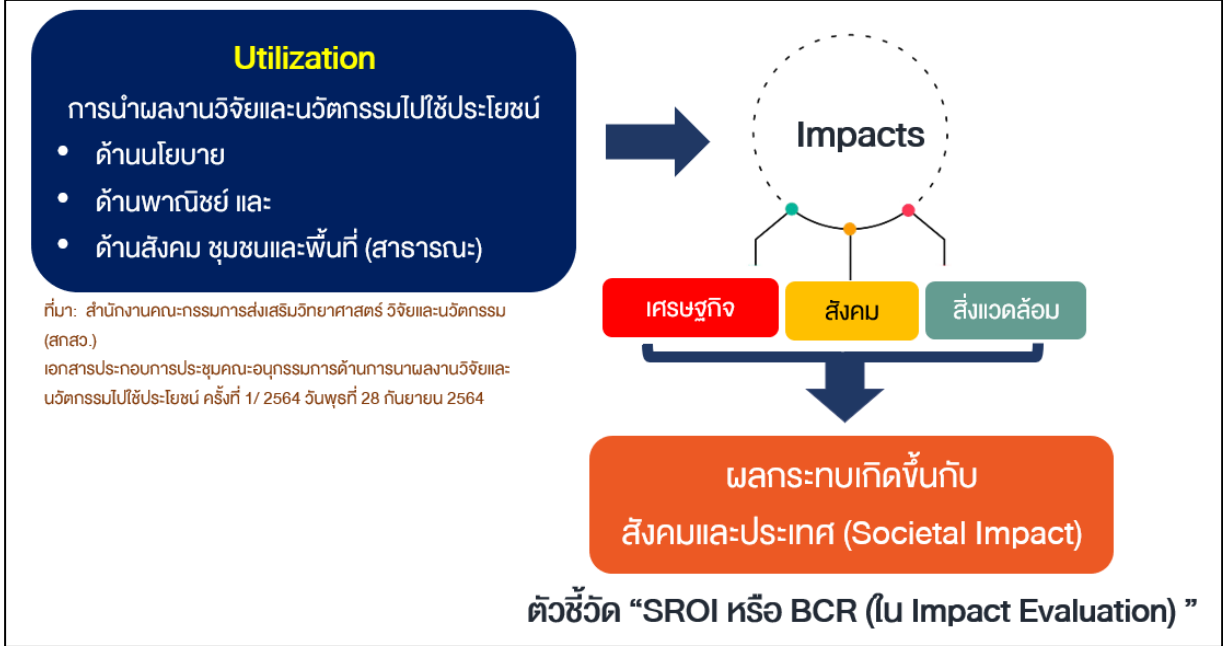 Utilization
การนำผลงานวิจัยและนวัตกรรมไปใช้ประโยชน์
• ด้านนโยบาย
• ด้านพาณิชย์ และ
• ด้านสังคม ชุมชนและพื้นที่ (สาธารณะ)
ที่มา: สำนักงานคณะกรรมการส่งเสริมวิทยาศาสตร์ วิจัยและนวัตกรรม
(สกสว.)
เอกสารประกอบการประชุมคณะอนุกรรมการด้านการนาผลงานวิจัยและ
นวัตกรรมไปใช้ประโยชน์ ครั้งที่ 1/ 2564 วันพุธที่ 28 กันยายน 2564
Impacts
เศรษฐกิจ
สังคม
สิ่งแวดล้อม
ผลกระทบเกิดขึ้นกับ
สังคมและประเทศ (Societal Impact)
ตัวชี้วัด “SROI หรือ BCR (ใน Impact Evaluation) ”